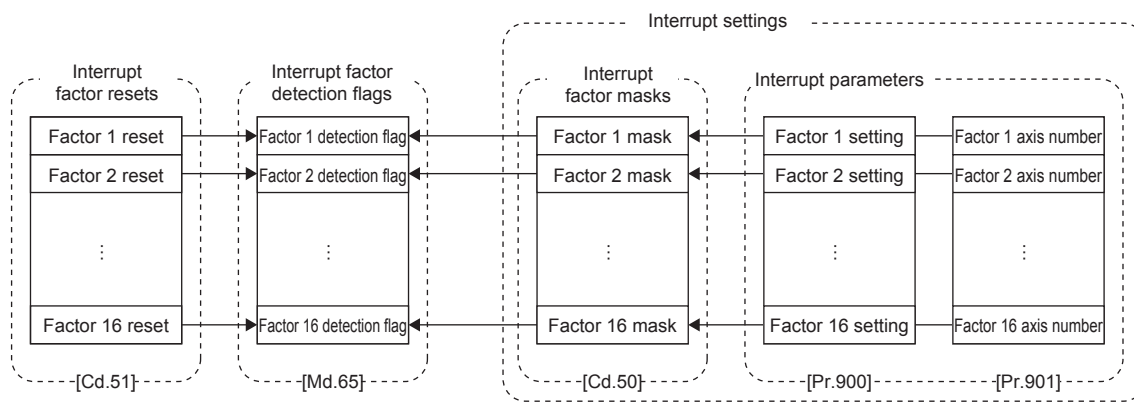 Interrupt settings
Interrupt
factor resets
Interrupt factor
detection flags
Interrupt
factor masks
Interrupt parameters
Factor 1 reset
Factor 1 detection flag
Factor 1 mask
Factor 1 setting
Factor 1 axis number
Factor 2 reset
Factor 2 detection flag
Factor 2 mask
Factor 2 setting
Factor 2 axis number
⋮
⋮
⋮
⋮
⋮
Factor 16 reset
Factor 16 detection flag
Factor 16 mask
Factor 16 setting
Factor 16 axis number
[Cd.51]
[Md.65]
[Cd.50]
[Pr.900]
[Pr.901]